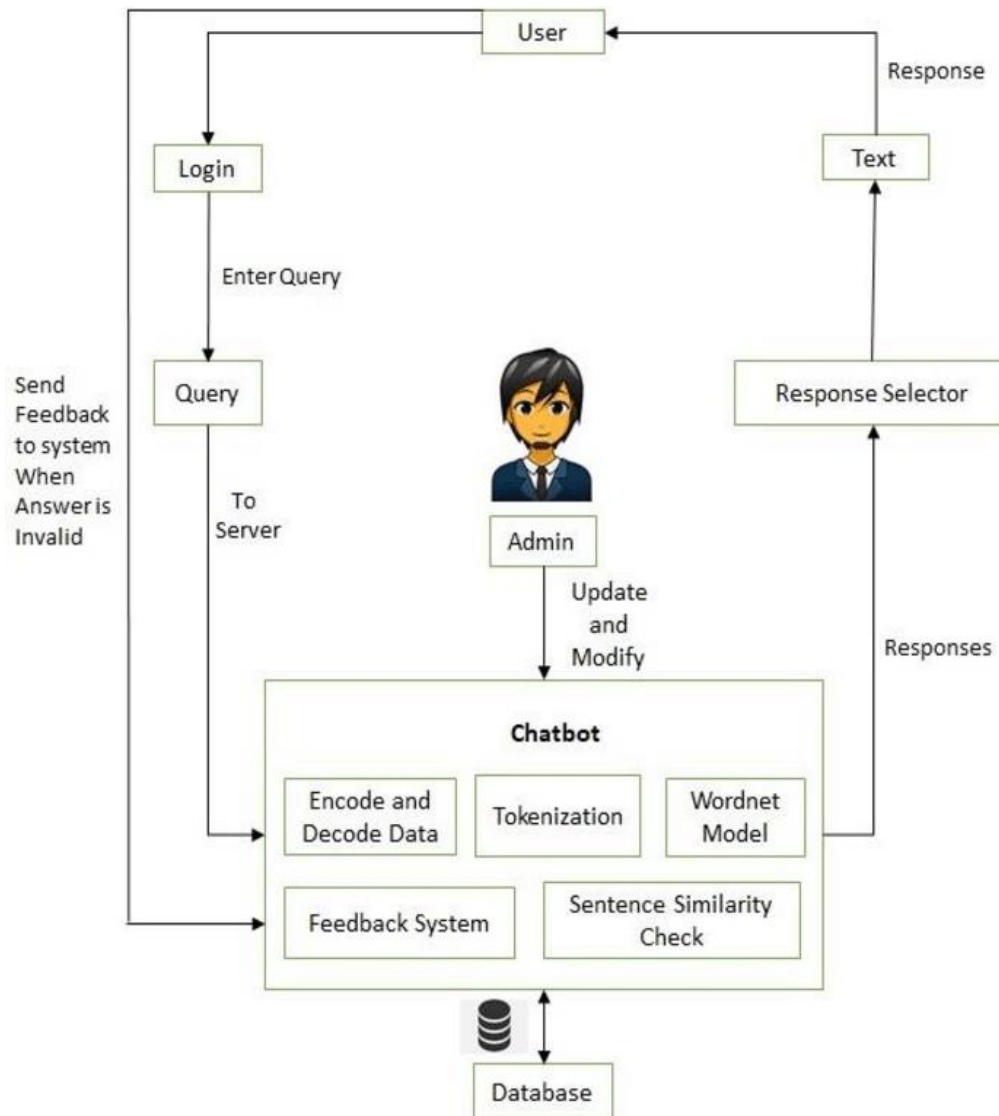 User
Response
Login
Text
Enter Query
Send
Feedback
to system
When
Answer is
Invalid
Query
Response Selector
To
Server
Admin
Update
and
Modify
Responses
Chatbot
Encode and
Decode Data
Tokenization
Wordnet
Model
Feedback System
Sentence Similarity
Check
Database